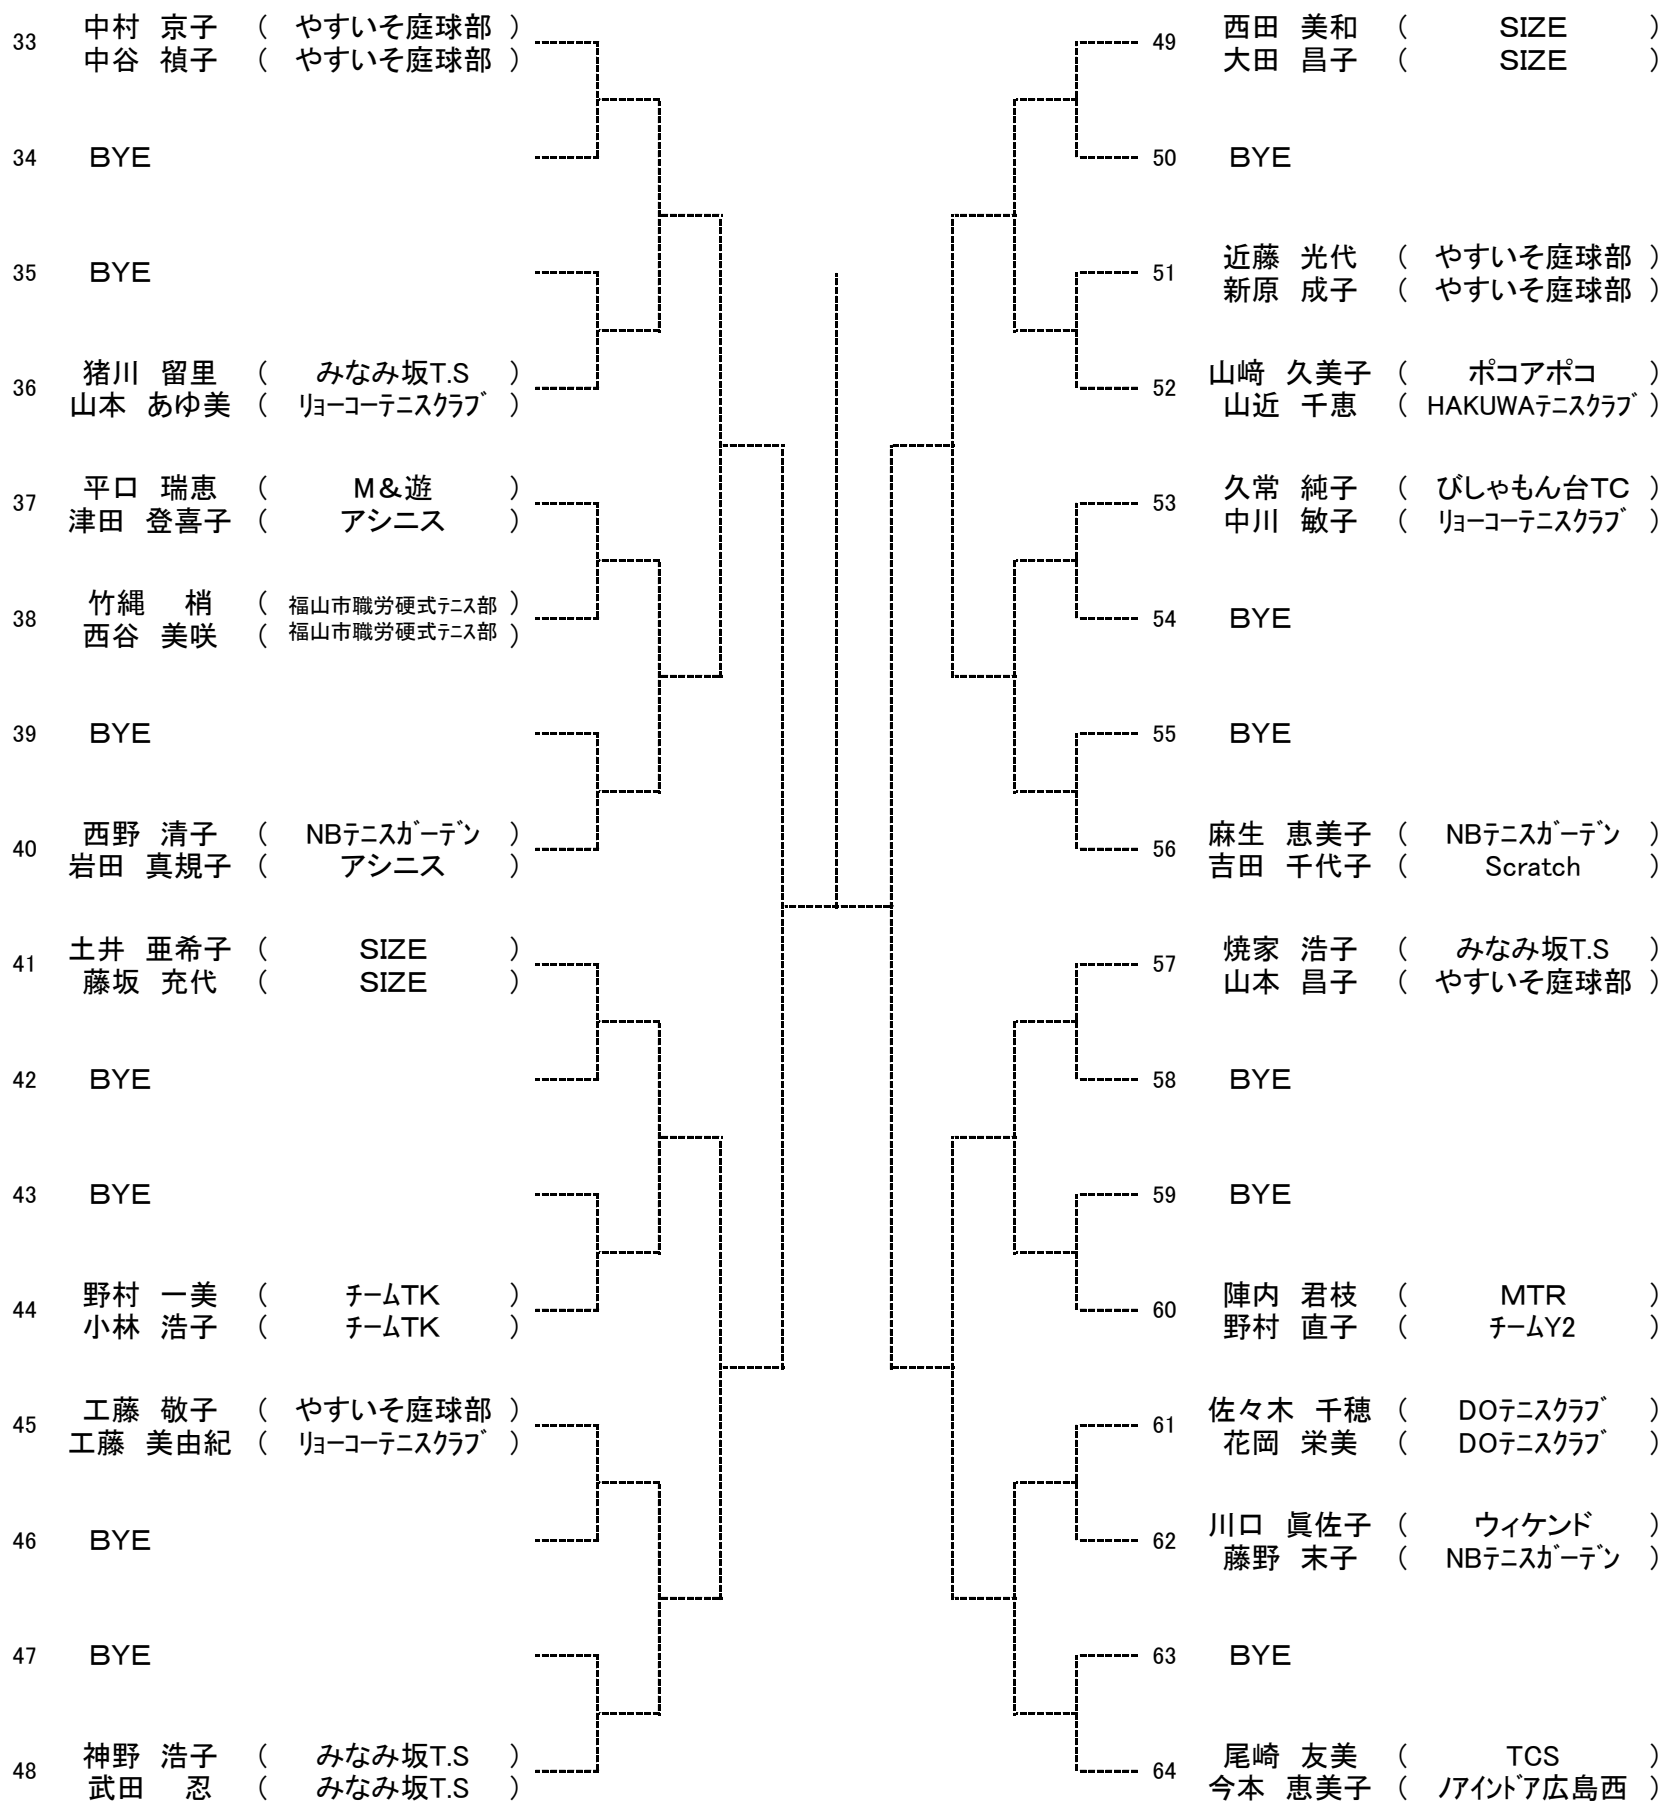 33 中村 京子 ( やすいそ庭球部 )
中谷 禎子 ( やすいそ庭球部 )
34 BYE
35 BYE
36 猪川 留里 ( みなみ坂T.S )
山本 あゆ美 ( ﾘｮｰｺｰﾃﾆｽｸﾗﾌﾞ )
37 平口 瑞恵 ( M＆遊 )
津田 登喜子 ( アシニス )
38 竹縄 梢 ( 福山市職労硬式ﾃﾆｽ部 )
西谷 美咲 ( 福山市職労硬式ﾃﾆｽ部 )
39 BYE
40 西野 清子 ( NBﾃﾆｽｶﾞｰﾃﾞﾝ )
岩田 真規子 ( アシニス )
41 土井 亜希子 ( SIZE )
藤坂 充代 ( SIZE )
42 BYE
43 BYE
44 野村 一美 ( ﾁｰﾑTK )
小林 浩子 ( ﾁｰﾑTK )
45 工藤 敬子 ( やすいそ庭球部 )
工藤 美由紀 ( ﾘｮｰｺｰﾃﾆｽｸﾗﾌﾞ )
46 BYE
47 BYE
48 神野 浩子 ( みなみ坂T.S )
武田 忍 ( みなみ坂T.S )
49 西田 美和 ( SIZE )
大田 昌子 ( SIZE )
50 BYE
51 近藤 光代 ( やすいそ庭球部 )
新原 成子 ( やすいそ庭球部 )
52 山﨑 久美子 ( ポコアポコ )
山近 千恵 ( HAKUWAﾃﾆｽｸﾗﾌﾞ )
53 久常 純子 ( びしゃもん台TC )
中川 敏子 ( ﾘｮｰｺｰﾃﾆｽｸﾗﾌﾞ )
54 BYE
55 BYE
56 麻生 恵美子 ( NBﾃﾆｽｶﾞｰﾃﾞﾝ )
吉田 千代子 ( Scratch )
57 焼家 浩子 ( みなみ坂T.S )
山本 昌子 ( やすいそ庭球部 )
58 BYE
59 BYE
60 陣内 君枝 ( MTR )
野村 直子 ( ﾁｰﾑY2 )
61 佐々木 千穂 ( DOﾃﾆｽｸﾗﾌﾞ )
花岡 栄美 ( DOﾃﾆｽｸﾗﾌﾞ )
62 川口 眞佐子 ( ウィケンド )
藤野 末子 ( NBﾃﾆｽｶﾞｰﾃﾞﾝ )
63 BYE
64 尾崎 友美 ( TCS )
今本 恵美子 ( ﾉｱｲﾝﾄﾞｱ広島西 )